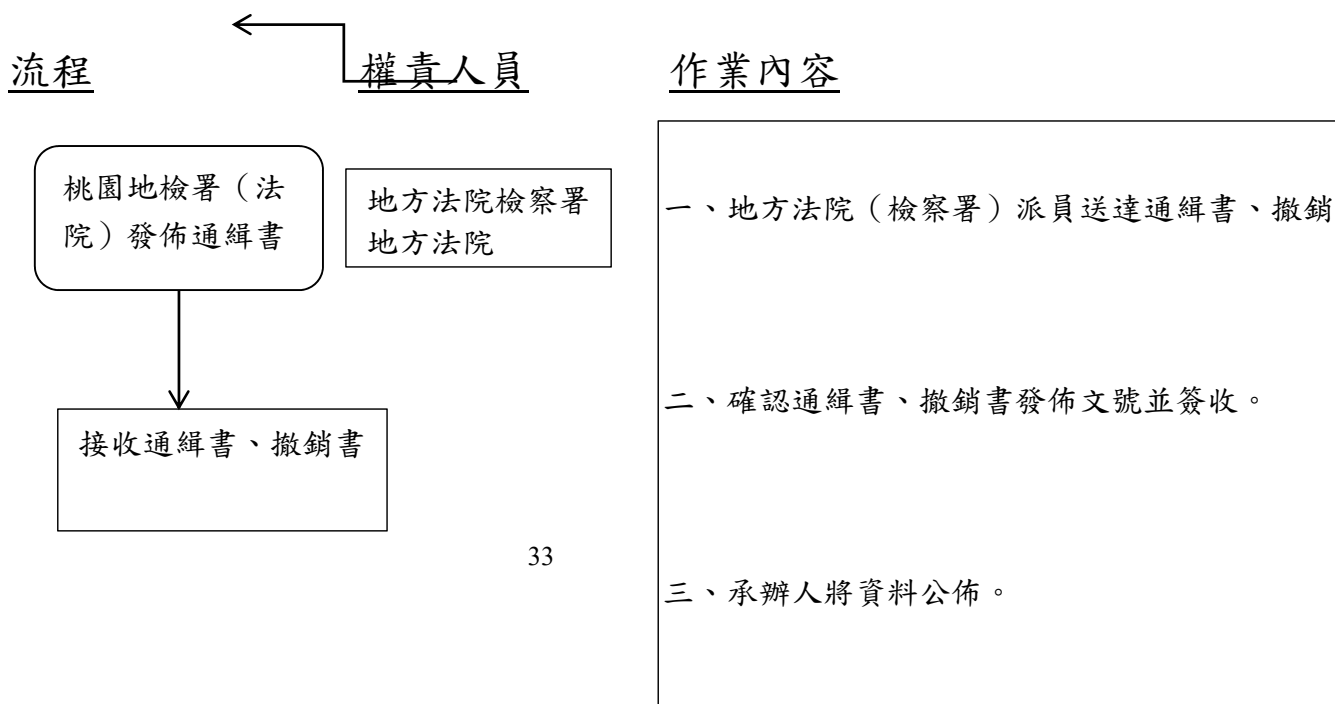 流程
權責人員
作業內容
桃園地檢署（法
院）發佈通緝書
地方法院檢察署
地方法院
一、地方法院（檢察署）派員送達通緝書、撤銷
二、確認通緝書、撤銷書發佈文號並簽收。
接收通緝書、撤銷書
33
三、承辦人將資料公佈。